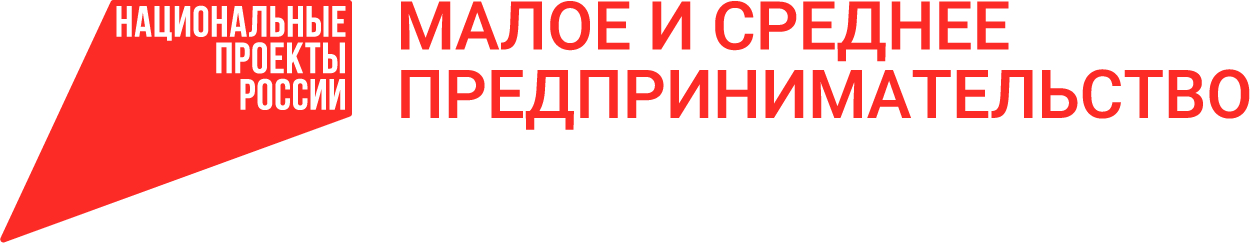 НАЦИОНАЛЬНЫЕ
ПРОЕКТЫ
РОССИИ
МАЛОЕ И СРЕДНЕЕ
ПРЕДПРИНИМАТЕЛЬСТВО